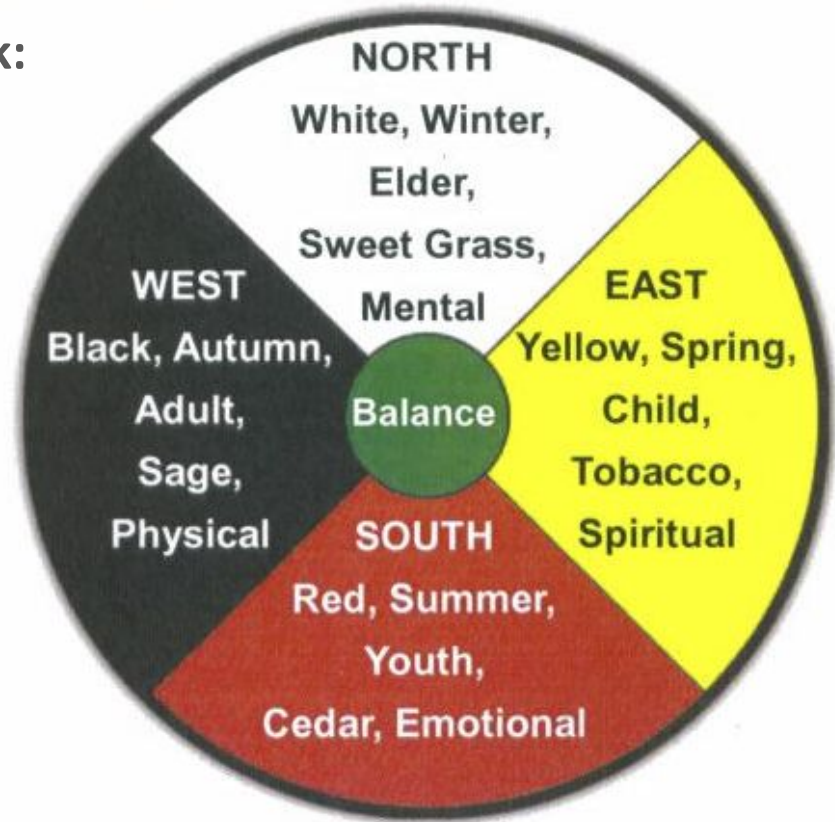 k:
NORTH
White, Winter,
Elder,
Sweet Grass,
Mental
WEST
Black, Autumn,
Adult,
Sage,
Physical
EAST
Yellow, Spring,
Child,
Tobacco,
Spiritual
Balance
SOUTH
Red, Summer,
Youth,
Cedar, Emotional